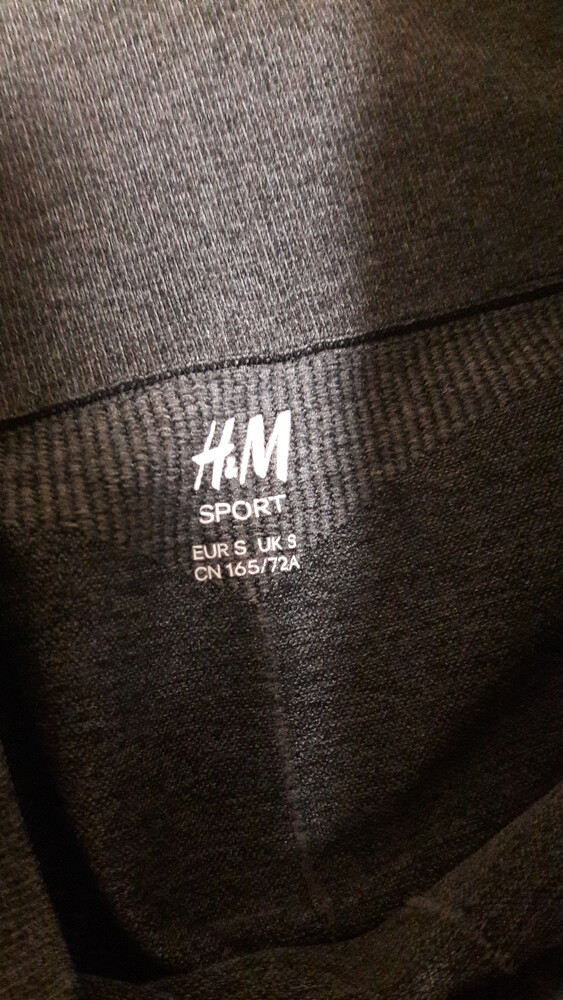 H&M
SPORT
EUR S UK S
CN 165/72A